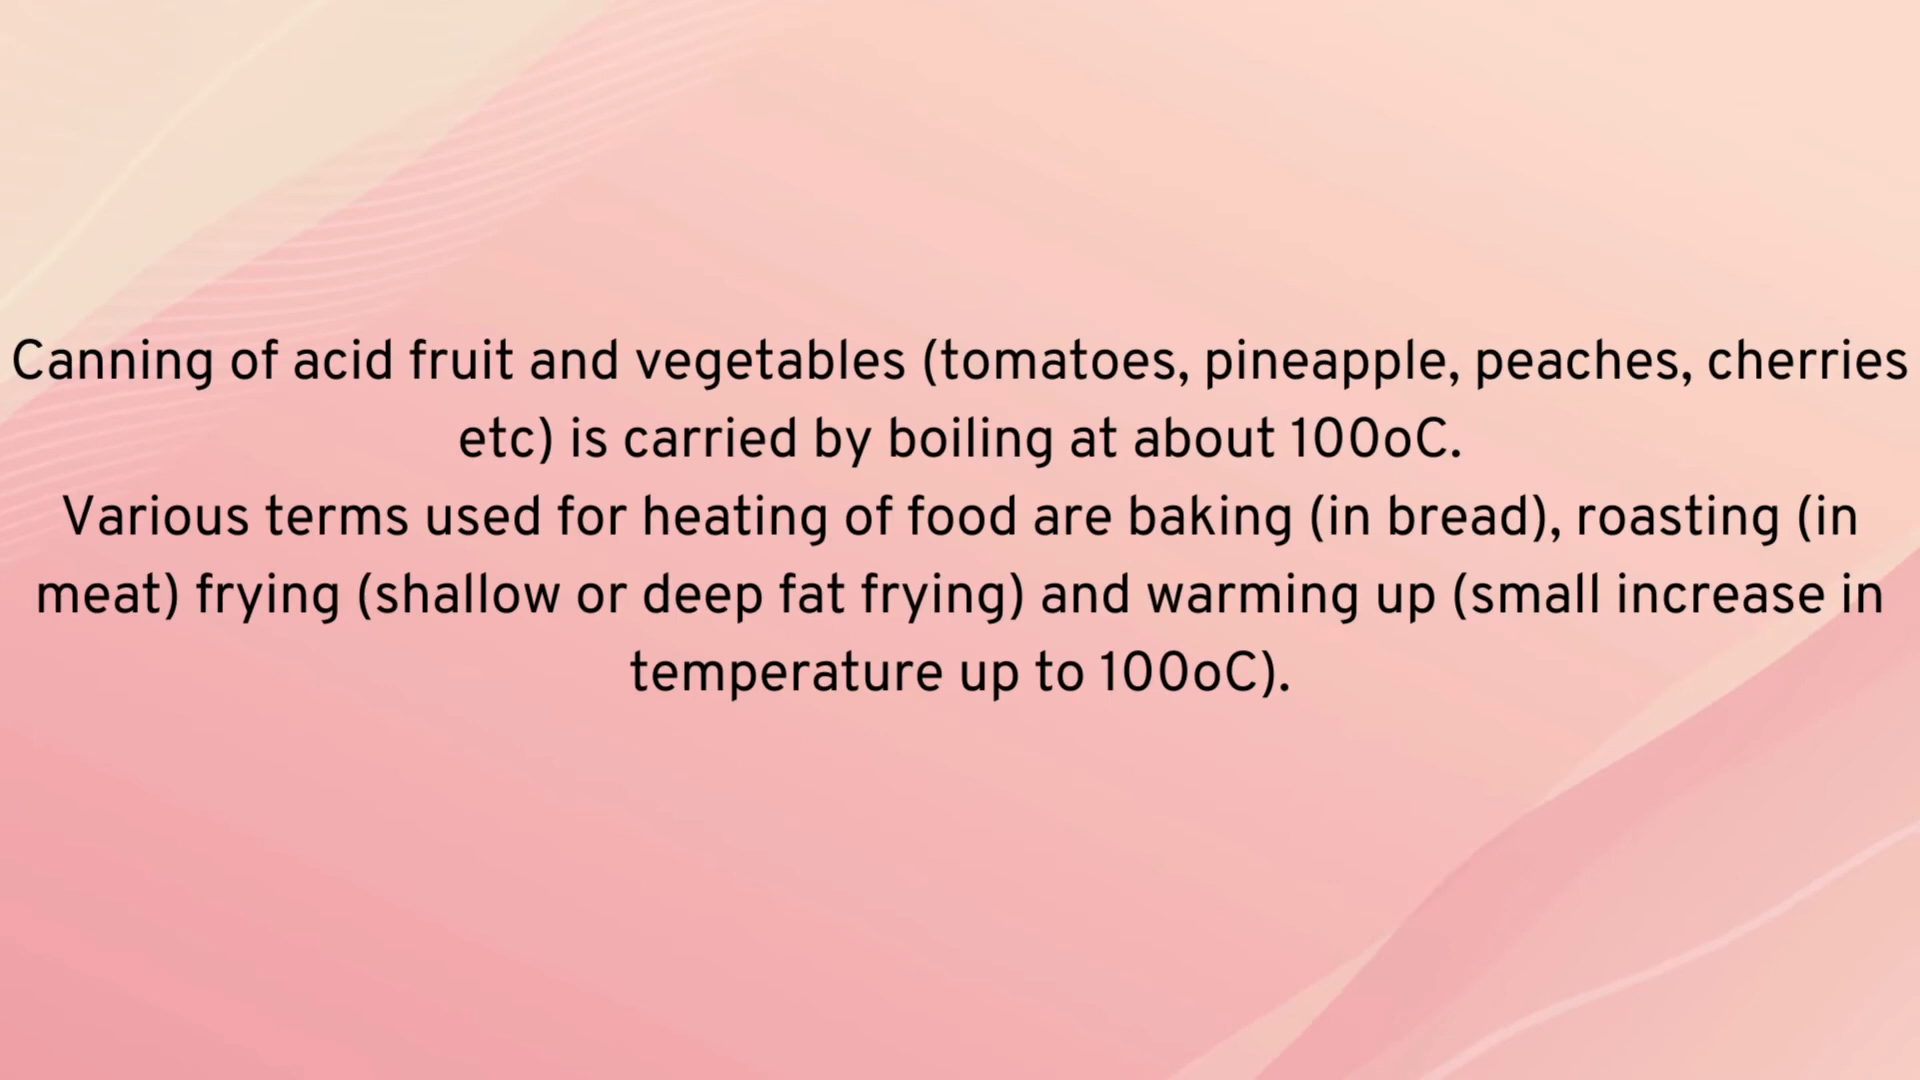 Canning of acid fruit and vegetables (tomatoes, pineapple, peaches, cherries
etc) is carried by boiling at about 100oC.
Various terms used for heating of food are baking (in bread), roasting (in
meat) frying (shallow or deep fat frying) and warming up (small increase in
temperature up to 100oC).